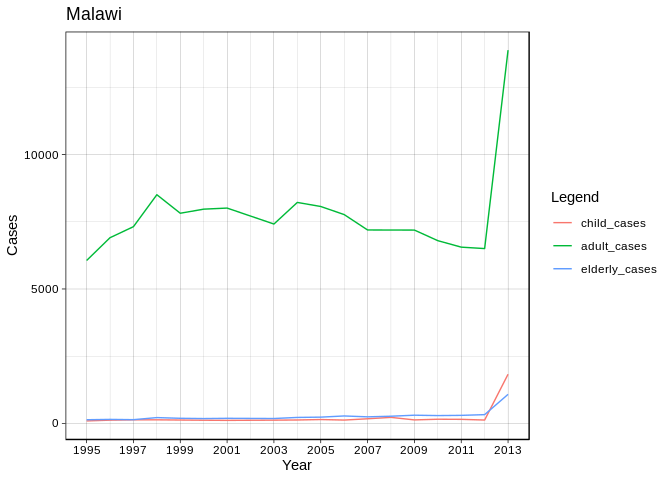 Malawi
Cases
10000
5000
0
1995 1997 1999 2001 2003 2005 2007 2009 2011 2013
Year
Legend
child_cases
adult_cases
elderly_cases